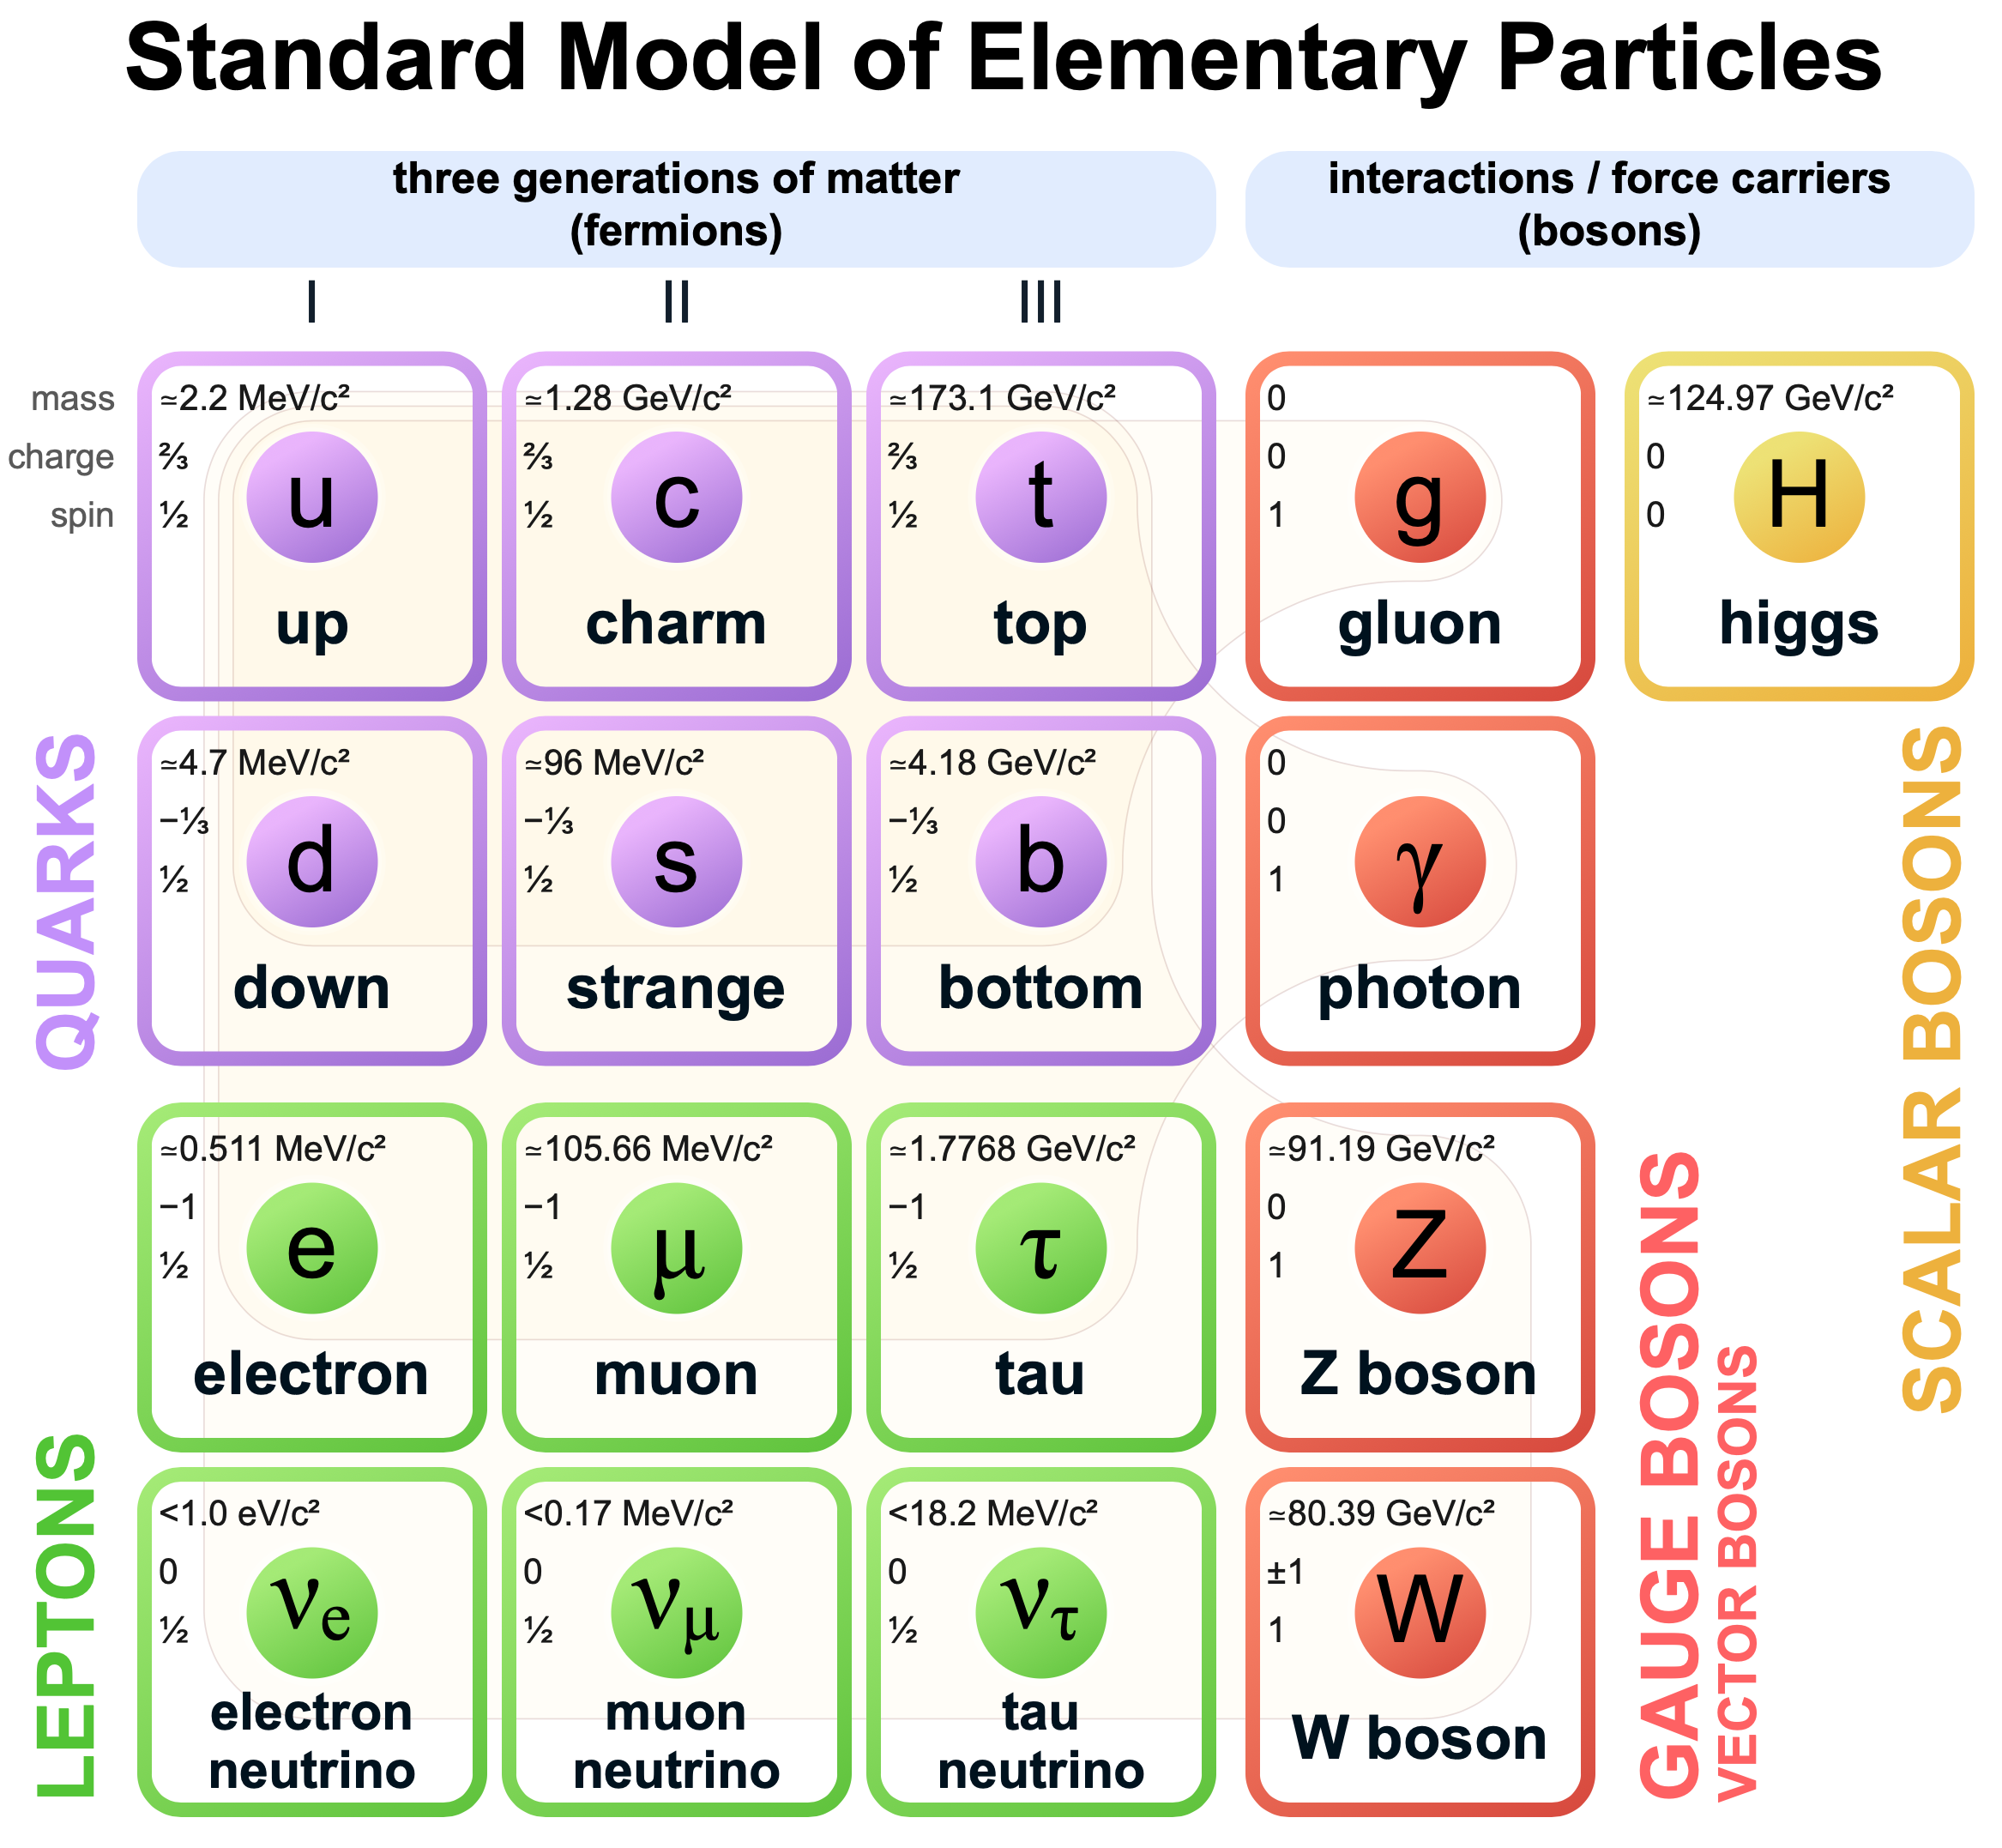 Standard Model of Elementary Particles
three generations of matter
(fermions)
interactions / force carriers
(bosons)
I
II
III
mass
charge
spin
≃2.2 MeV/c²
⅔
½
u
up
≃1.28 GeV/c²
⅔
½
c
charm
≃173.1 GeV/c²
⅔
½
t
top
0
0
1
g
gluon
≃124.97 GeV/c²
0
0
H
higgs
QUARKS
≃4.7 MeV/c²
−⅓
½
d
down
≃96 MeV/c²
−⅓
½
s
strange
≃4.18 GeV/c²
−⅓
½
b
bottom
0
0
1
γ
photon
SCALAR BOSONS
LEPTONS
≃0.511 MeV/c²
−1
½
e
electron
≃105.66 MeV/c²
−1
½
μ
muon
≃1.7768 GeV/c²
−1
½
τ
tau
≃91.19 GeV/c²
0
1
Z
Z boson
<1.0 eV/c²
0
½
νe
electron
neutrino
<0.17 MeV/c²
0
½
νμ
muon
neutrino
<18.2 MeV/c²
0
½
ντ
tau
neutrino
≃80.39 GeV/c²
±1
1
W
W boson
GAUGE BOSONS
VECTOR BOSONS